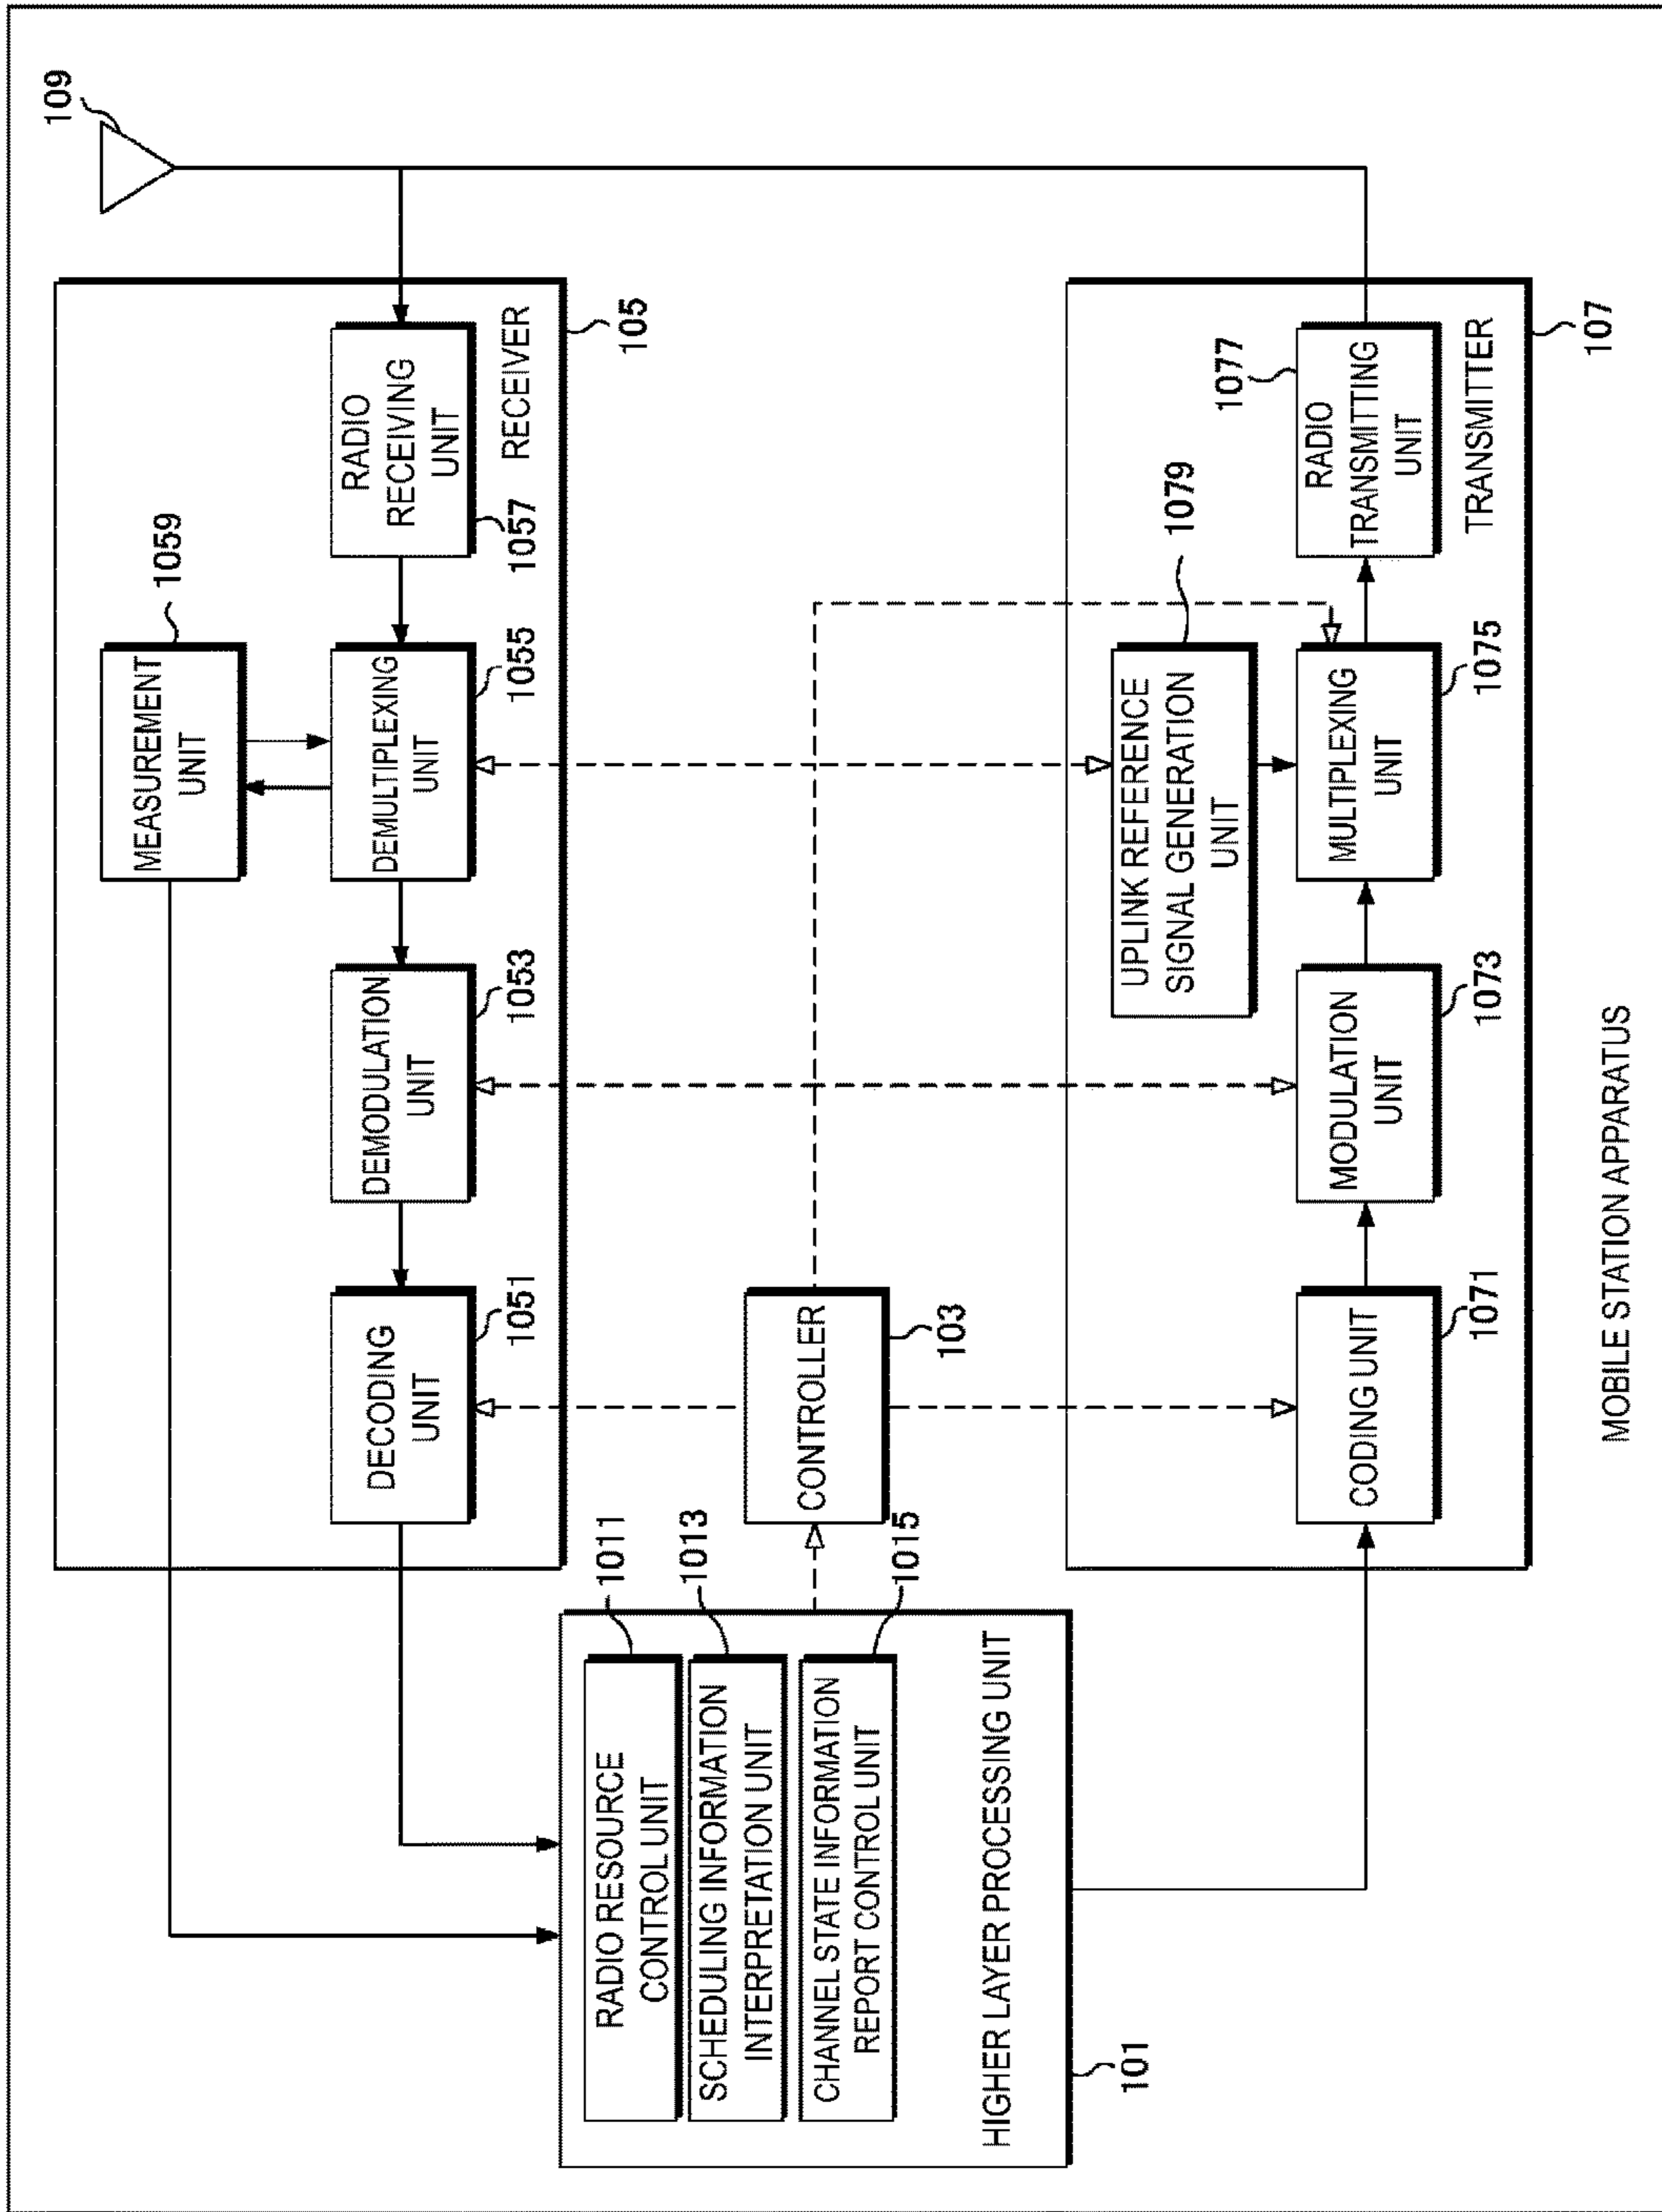 109
1059
MEASUREMENT
UNIT
DECODING
UNIT
1051
DEMODULATION
UNIT
1053
DEMULTIPLEXING
UNIT
1055
RADIO
RECEIVING
UNIT
1057
RECEIVER
105
RADIO RESOURCE
CONTROL UNIT
1011
SCHEDULING INFORMATION
INTERPRETATION UNIT
1013
CHANNEL STATE INFORMATION
REPORT CONTROL UNIT
1015
HIGHER LAYER PROCESSING UNIT
101
CONTROLLER
103
UPLINK REFERENCE
SIGNAL GENERATION
UNIT
1079
CODING UNIT
1071
MODULATION
UNIT
1073
MULTIPLEXING
UNIT
1075
RADIO
TRANSMITTING
UNIT
1077
TRANSMITTER
107
MOBILE STATION APPARATUS